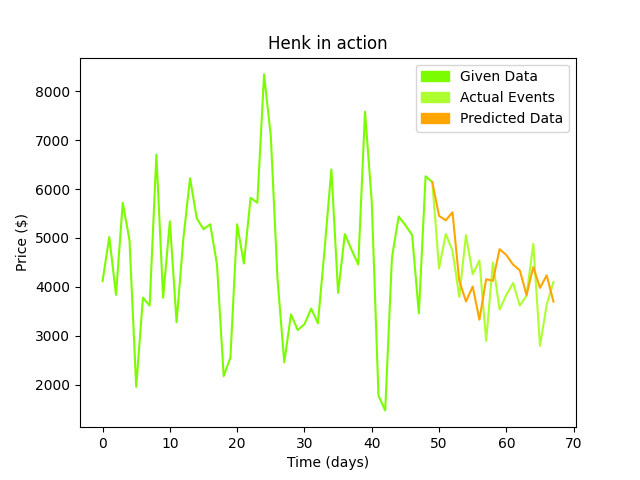 Henk in action
Given Data
Actual Events
Predicted Data
Price ($)
8000
7000
6000
5000
4000
3000
2000
0 10 20 30 40 50 60 70
Time (days)